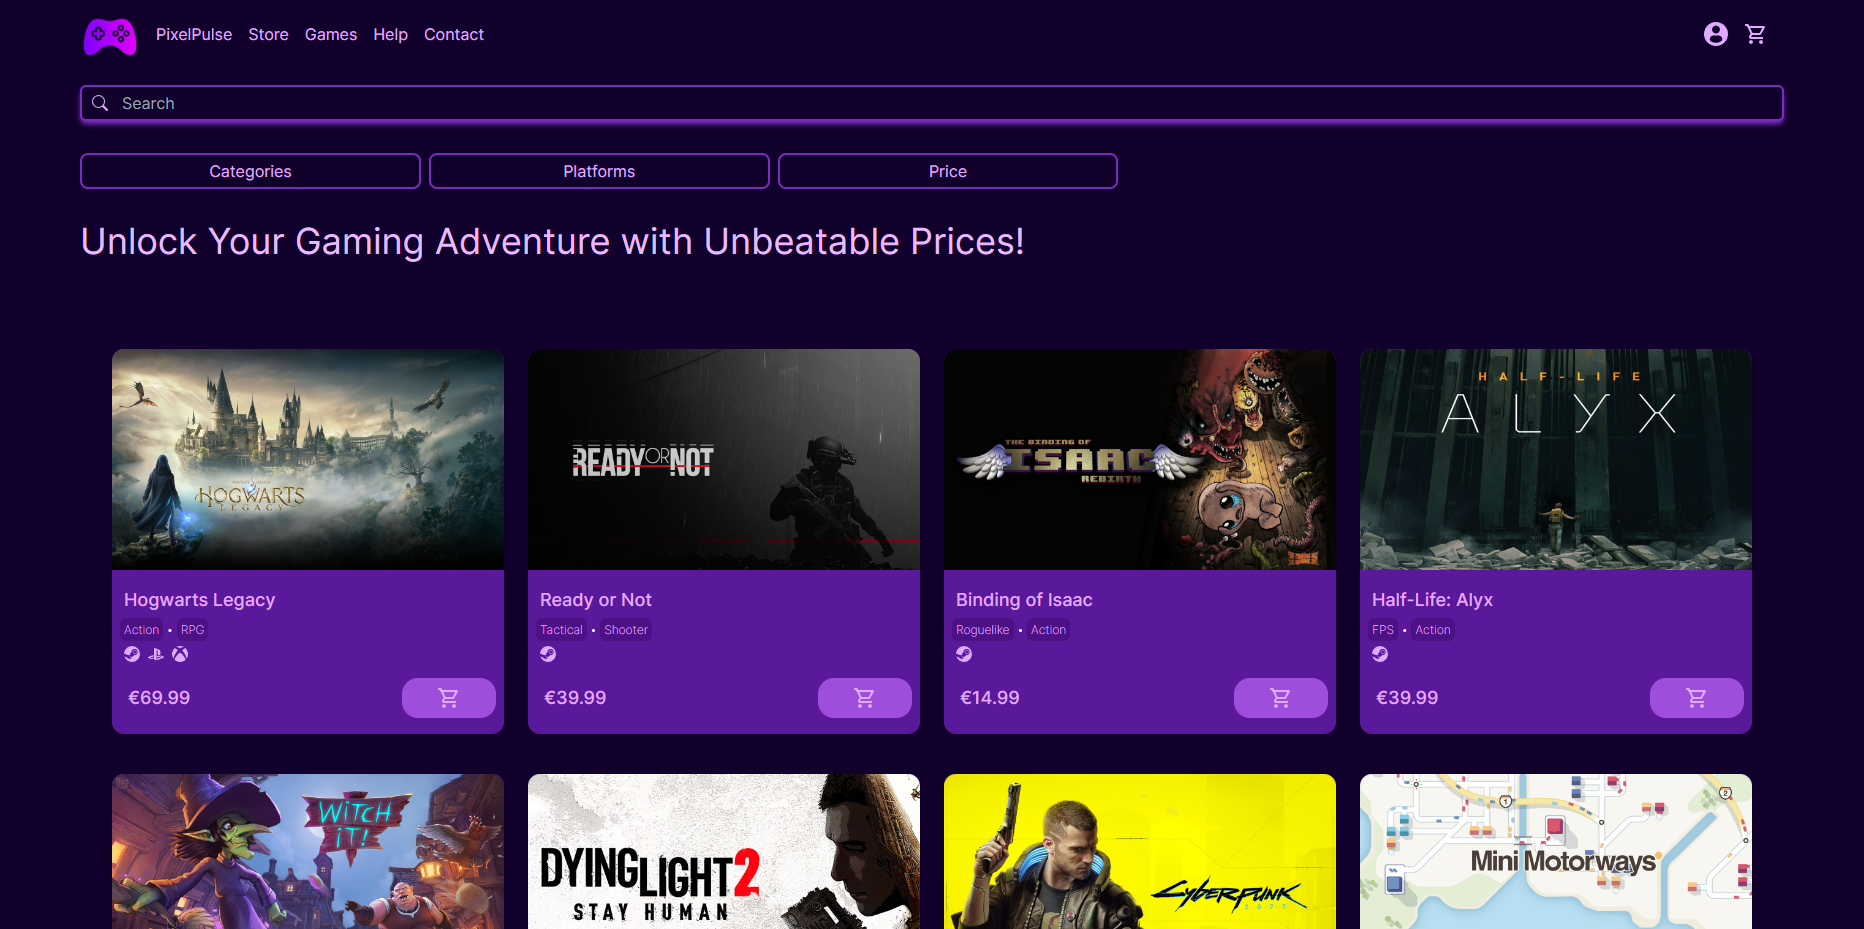 PixelPulse Store Games Help Contact
Search
Categories Platforms Price
Unlock Your Gaming Adventure with Unbeatable Prices!
HOGWARTS
LEGACY
READY OR NOT
THE BINDING OF
ISAAC
REBIRTH
HALF-LIFE
ALYX
Hogwarts Legacy
Action • RPG
€69.99
Ready or Not
Tactical • Shooter
€39.99
Binding of Isaac
Roguelike • Action
€14.99
Half-Life: Alyx
FPS • Action
€39.99
WiTCH
iT!
DYING LIGHT 2
STAY HUMAN
CYBERPUNK
2077
Mini Motorways
1
2